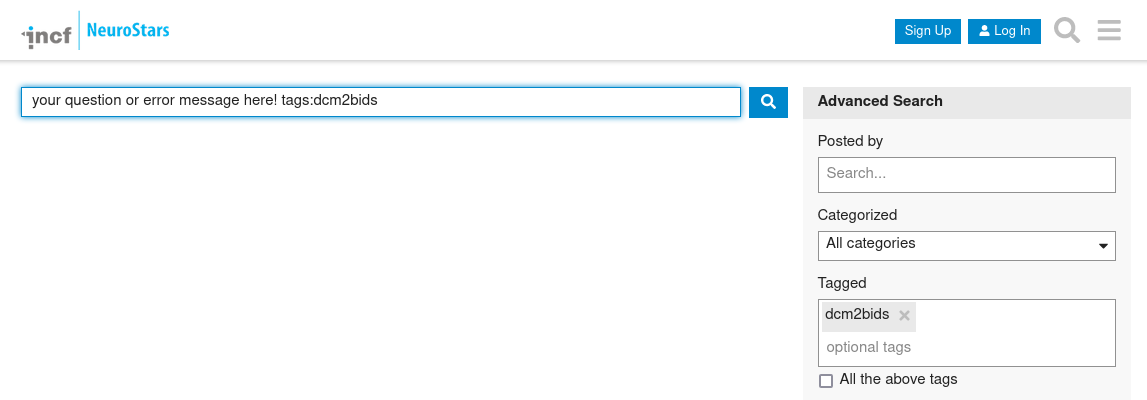 incf NeuroStars
Sign Up
Log In
your question or error message here! tags:dcm2bids
Advanced Search
Posted by
Search...
Categorized
All categories
Tagged
dcm2bids
optional tags
All the above tags